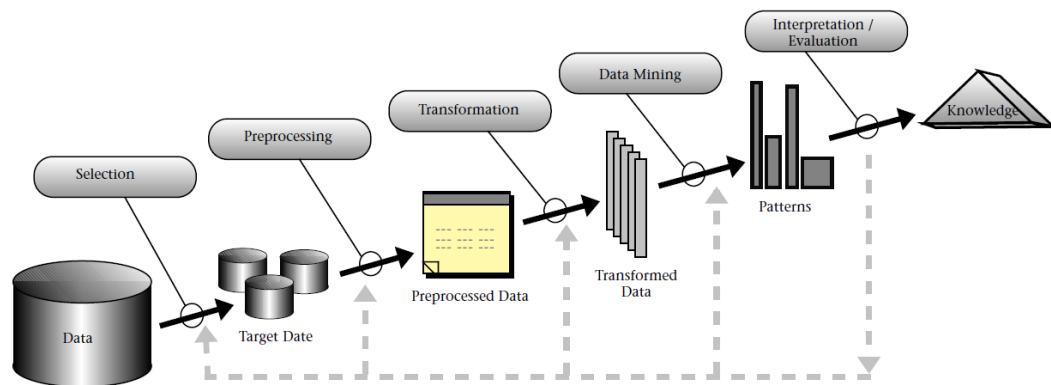 Interpretation /
Evaluation
Data Mining
Transformation
Preprocessing
Selection
Knowledge
Patterns
Transformed
Data
Preprocessed Data
Target Date
Data